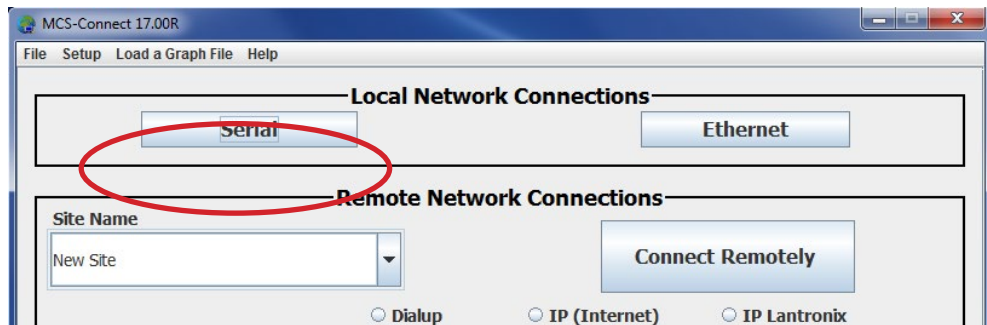 MCS-Connect 17.00R
File Setup Load a Graph File Help
Local Network Connections
Serial Ethernet
Remote Network Connections
Site Name
New Site Connect Remotely
Dialup IP (Internet) IP Lantronix